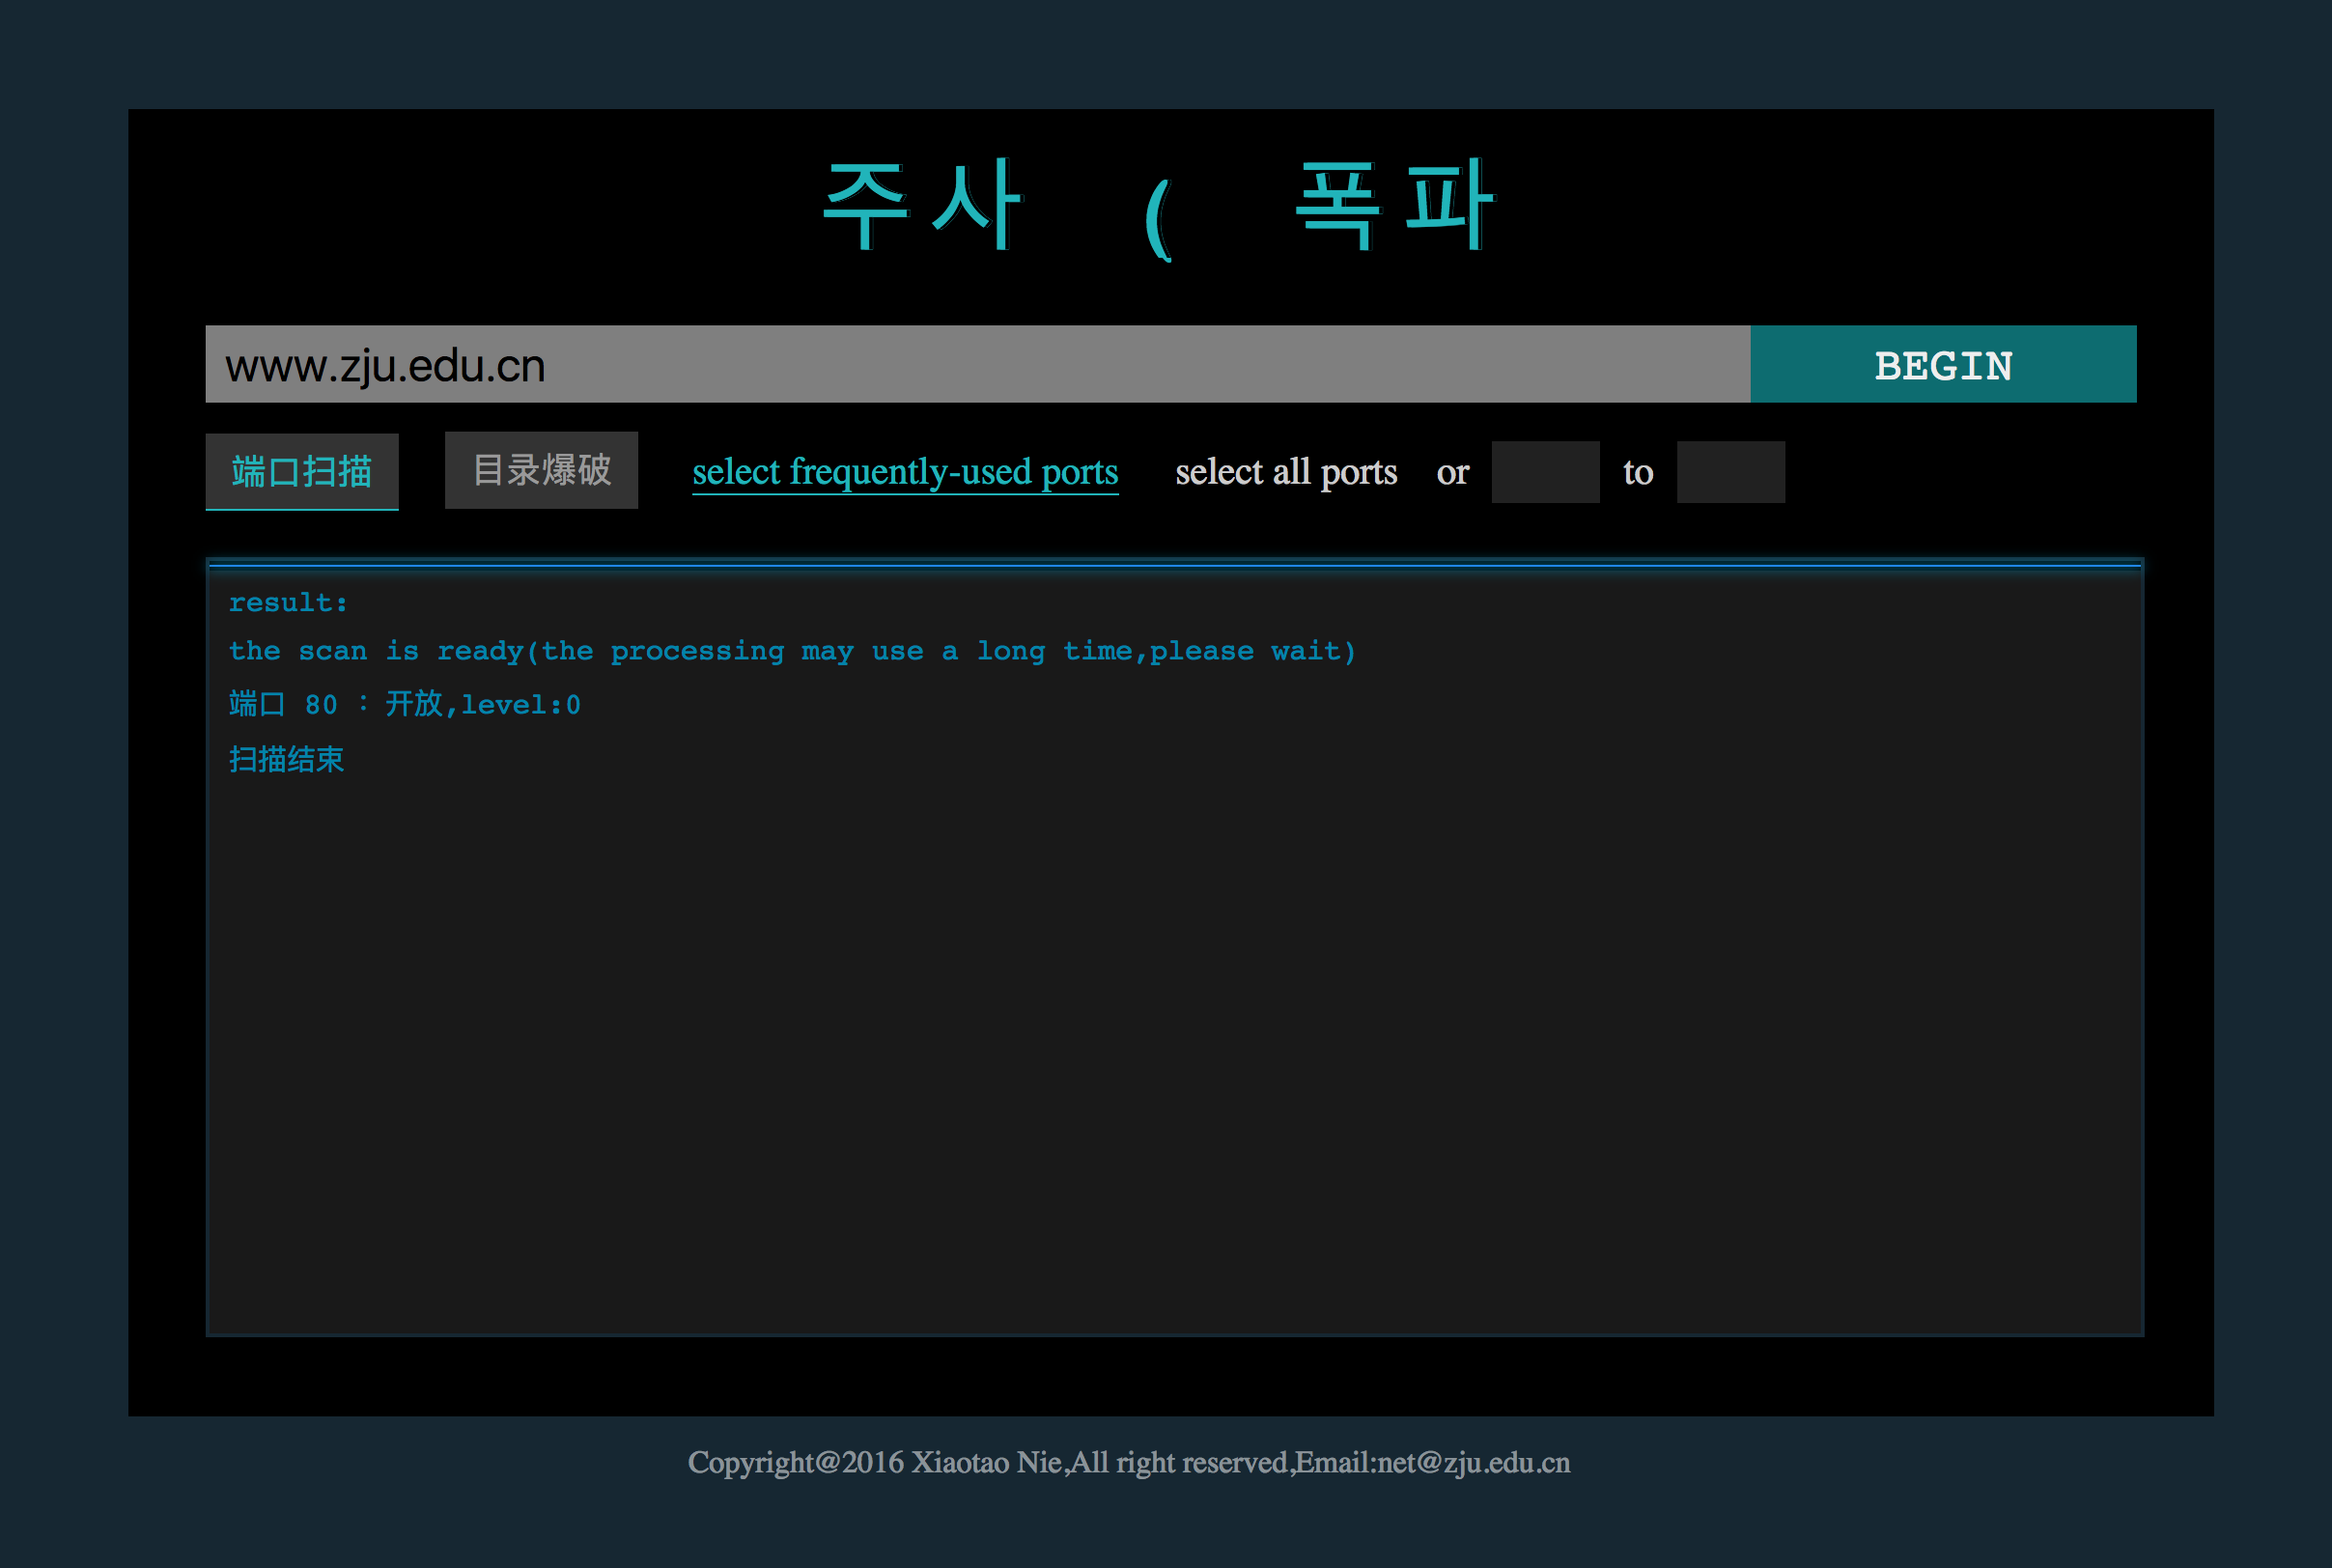 주사 ( 폭파
www.zju.edu.cn BEGIN
端口扫描 目录爆破 select frequently-used ports select all ports or to
result:
the scan is ready(the processing may use a long time,please wait)
端口 80 : 开放,level:0
扫描结束
Copyright@2016 Xiaotao Nie,All right reserved,Email:net@zju.edu.cn